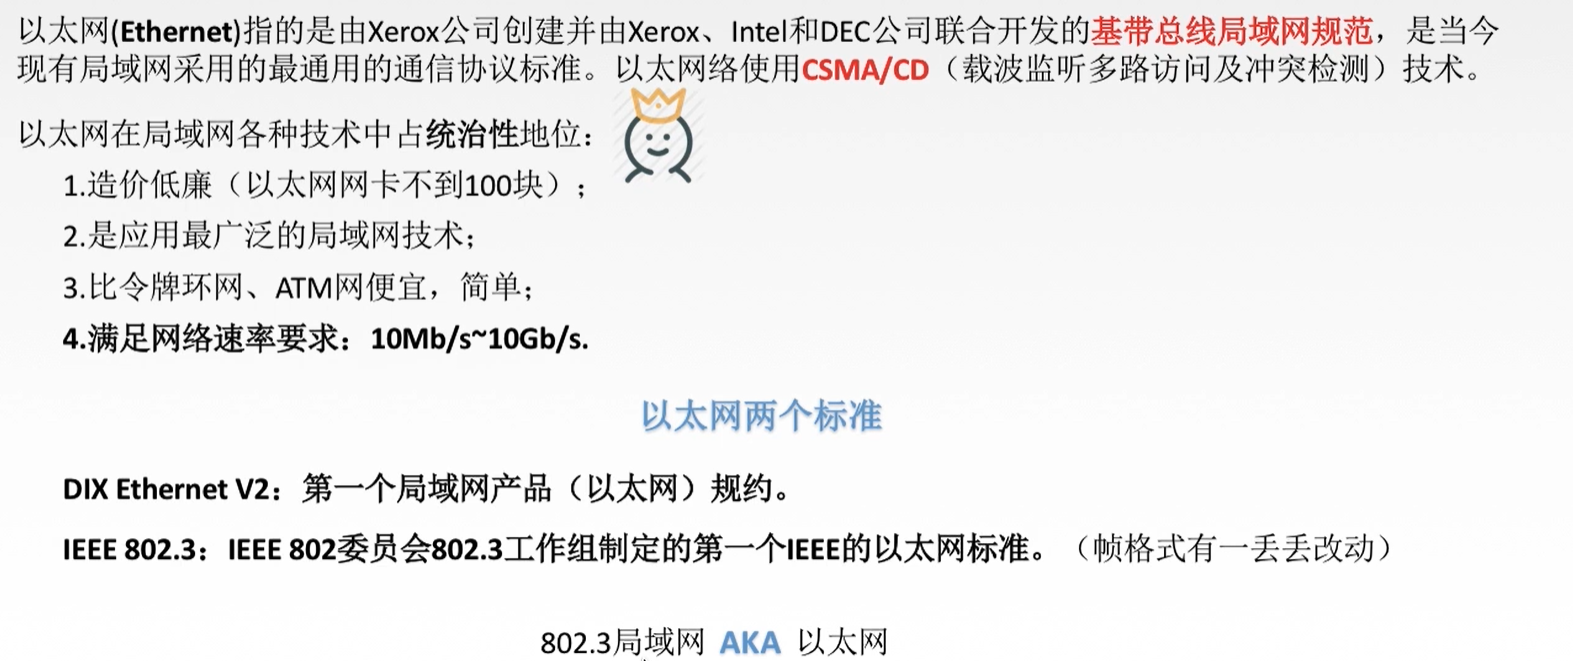 以太网(Ethernet)指的是由Xerox公司创建并由Xerox、Intel和DEC公司联合开发的基带总线局域网规范，是当今
现有局域网采用的最通用的通信协议标准。以太网络使用CSMA/CD（载波监听多路访问及冲突检测）技术。
以太网在局域网各种技术中占统治性地位：
1.造价低廉（以太网网卡不到100块）；
2.是应用最广泛的局域网技术；
3.比令牌环网、ATM网便宜，简单；
4.满足网络速率要求：10Mb/s~10Gb/s.
以太网两个标准
DIX Ethernet V2：第一个局域网产品（以太网）规约。
IEEE 802.3：IEEE 802委员会802.3工作组制定的第一个IEEE的以太网标准。（帧格式有一丢丢改动）
802.3局域网 AKA 以太网